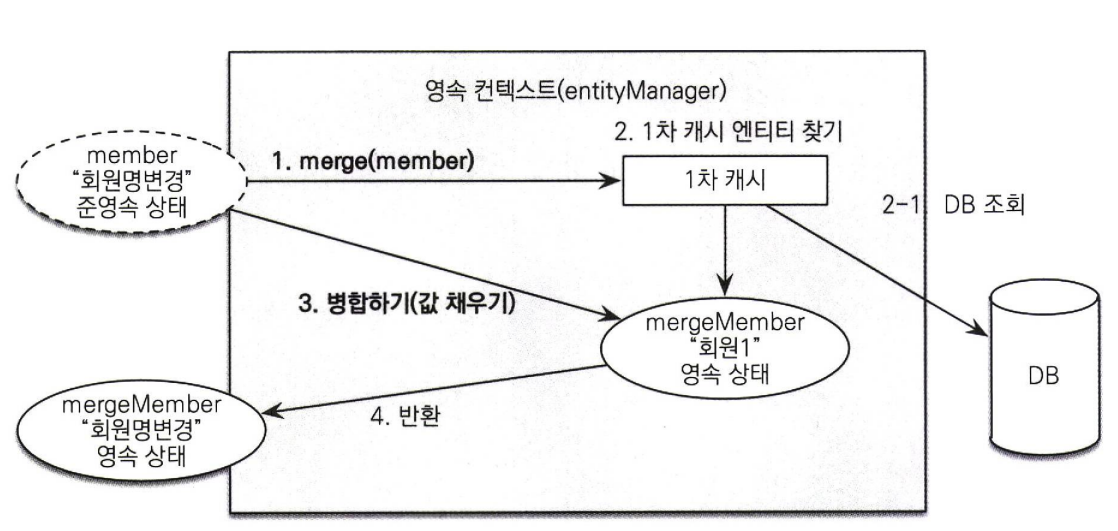 영속 컨텍스트(entityManager)
2. 1차 캐시 엔티티 찾기
member
“회원명변경”
준영속 상태
1. merge(member)
1차 캐시
2-1. DB 조회
3. 병합하기(값 채우기)
mergeMember
“회원1”
영속 상태
DB
mergeMember
“회원명변경”
영속 상태
4. 반환